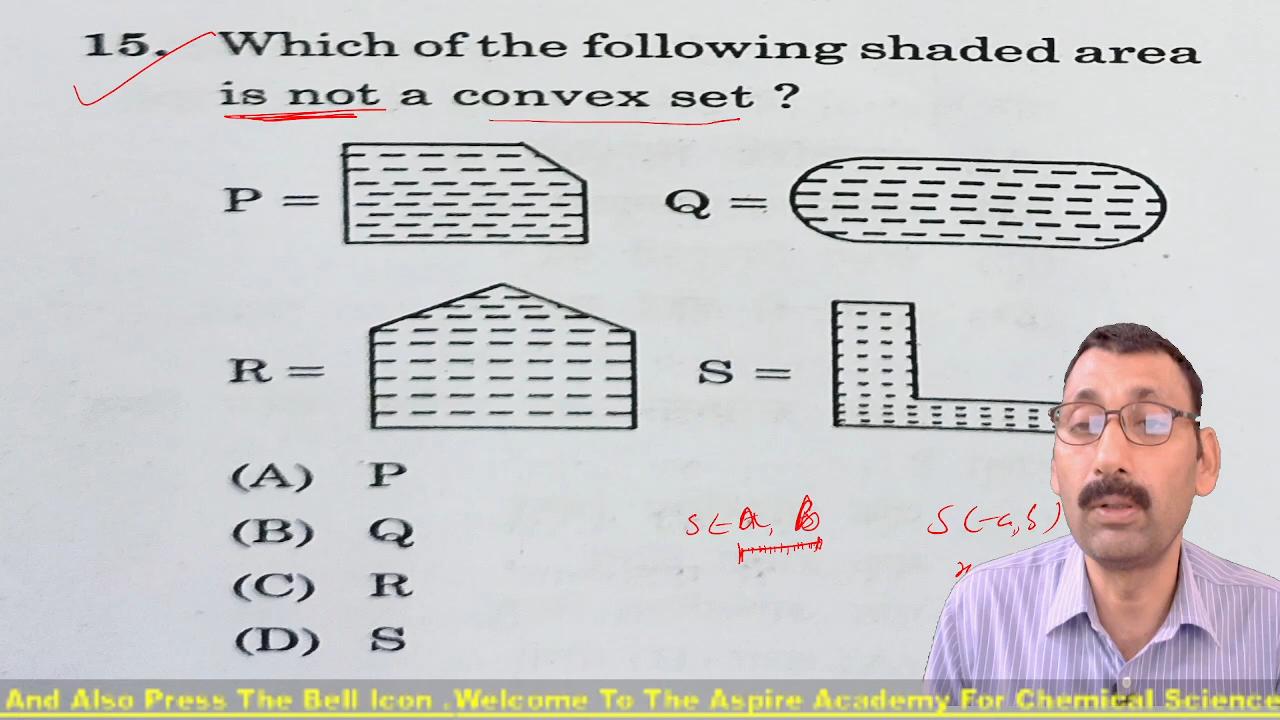 15. Which of the following shaded area
is not a convex set ?
P = Q =
R = S =
(A) P
(B) Q
(C) R
(D) S
And Also Press The Bell Icon .Welcome To The Aspire Academy For Chemical Science